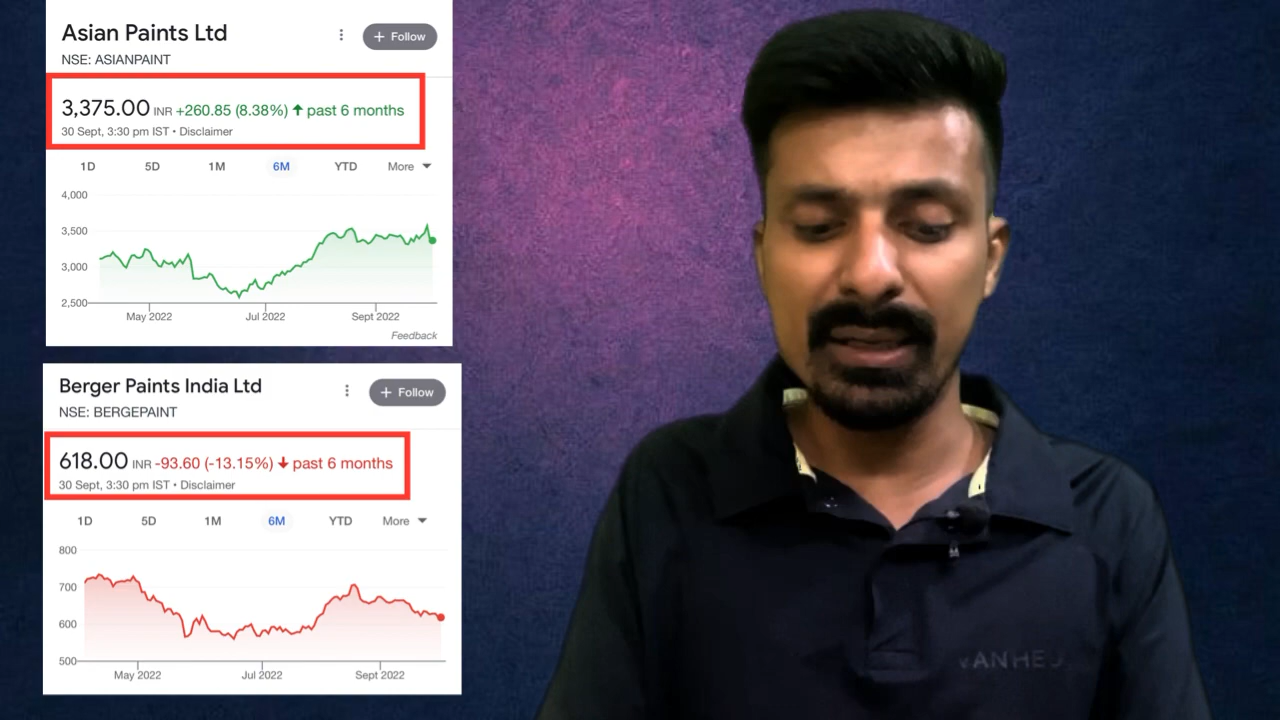 Asian Paints Ltd
+ Follow
NSE: ASIANPAINT
3,375.00 INR +260.85 (8.38%) ↑ past 6 months
30 Sept, 3:30 pm IST • Disclaimer
1D 5D 1M 6M YTD More
4,000
3,500
3,000
2,500
May 2022 Jul 2022 Sept 2022
Feedback
Berger Paints India Ltd
+ Follow
NSE: BERGEPAINT
618.00 INR -93.60 (-13.15%) ↓ past 6 months
30 Sept, 3:30 pm IST • Disclaimer
1D 5D 1M 6M YTD More
800
700
600
500
May 2022 Jul 2022 Sept 2022